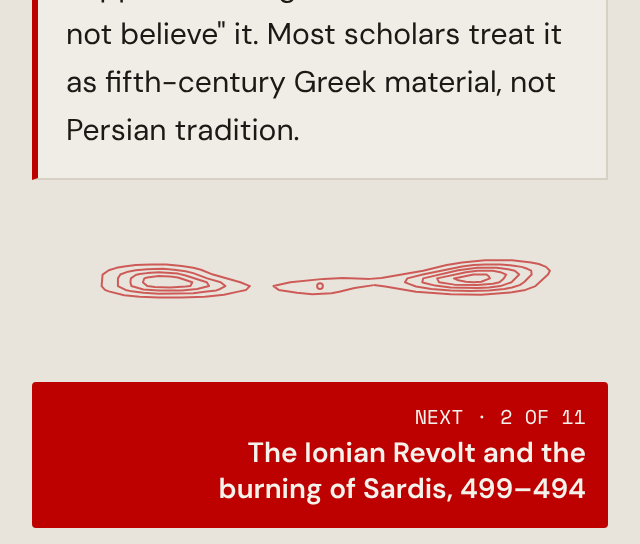 not believe" it. Most scholars treat it
as fifth-century Greek material, not
Persian tradition.
NEXT · 2 OF 11
The Ionian Revolt and the
burning of Sardis, 499–494